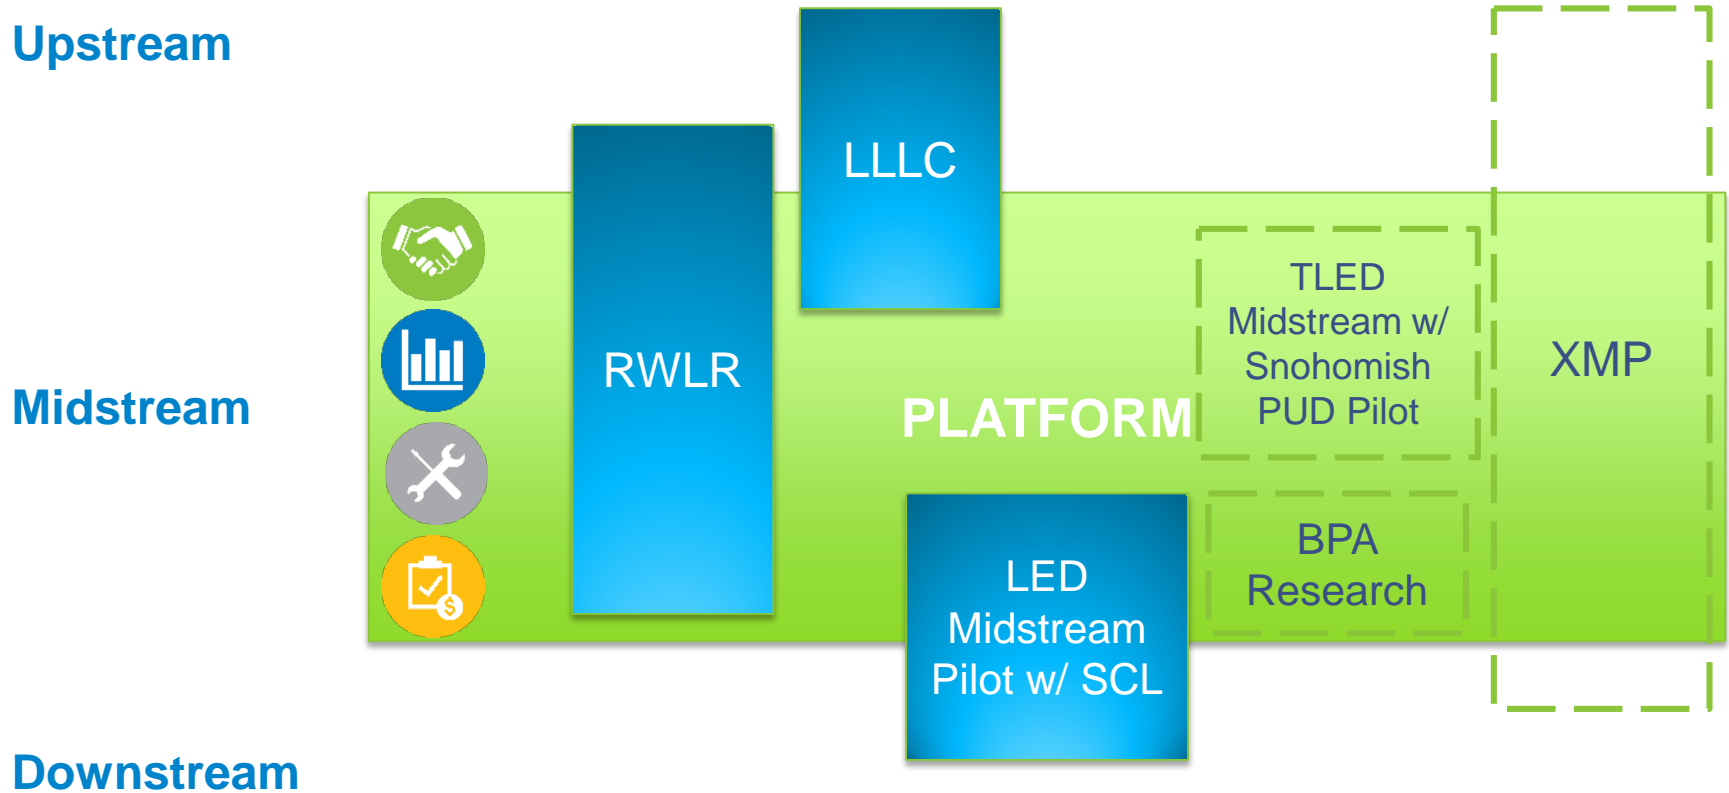 Upstream
LLLC
TLED
Midstream w/
Snohomish
PUD Pilot
RWLR
XMP
Midstream
PLATFORM
BPA
Research
LED
Midstream
Pilot w/ SCL
$
Downstream